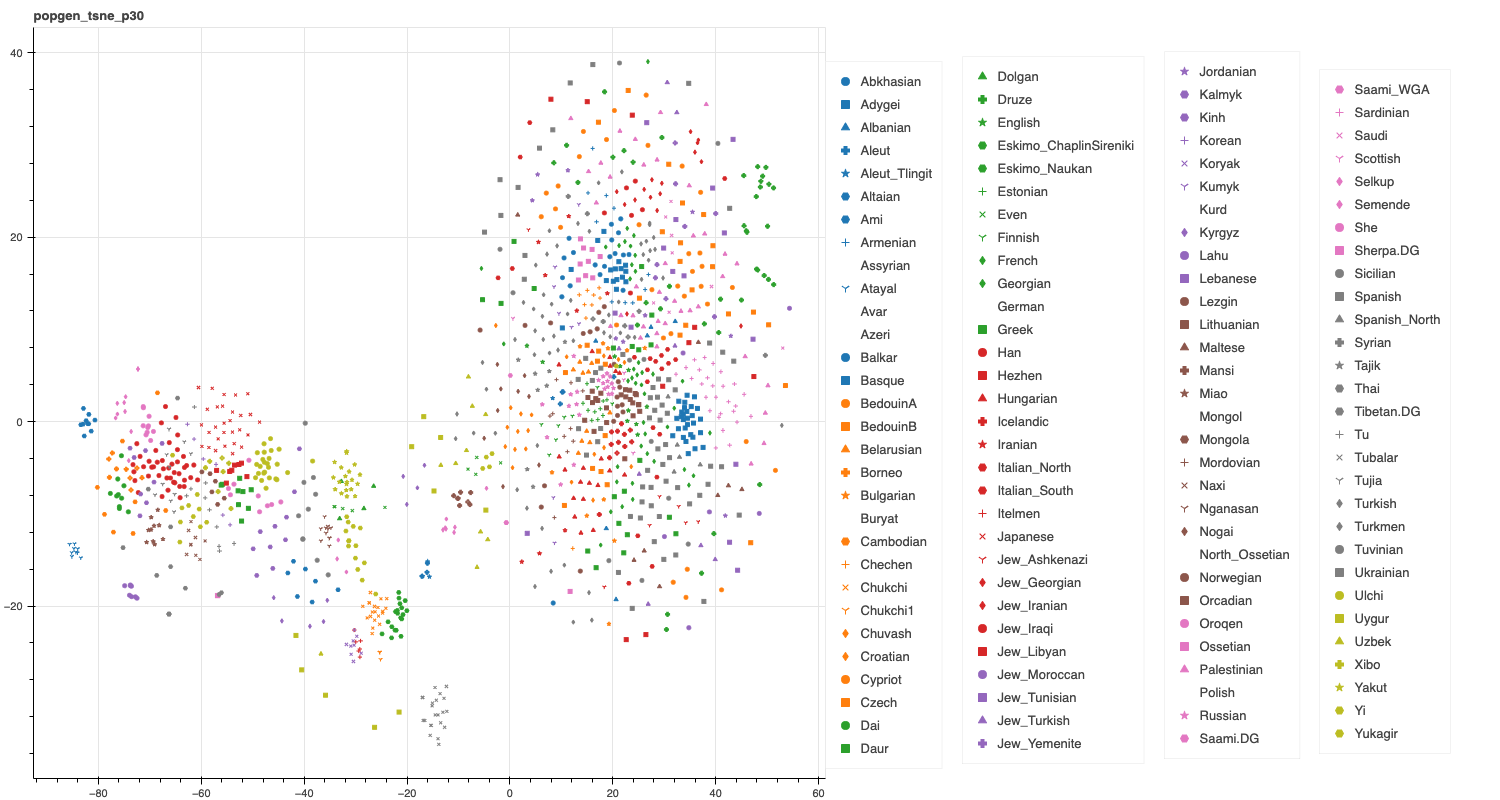 popgen_tsne_p30
40
20
0
−20
−80
−60
−40
−20
0
20
40
60
Abkhasian
Adygei
Albanian
Aleut
Aleut_Tlingit
Altaian
Ami
Armenian
Assyrian
Atayal
Avar
Azeri
Balkar
Basque
BedouinA
BedouinB
Belarusian
Borneo
Bulgarian
Buryat
Cambodian
Chechen
Chukchi
Chukchi1
Chuvash
Croatian
Cypriot
Czech
Dai
Daur
Dolgan
Druze
English
Eskimo_ChaplinSireniki
Eskimo_Naukan
Estonian
Even
Finnish
French
Georgian
German
Greek
Han
Hezhen
Hungarian
Icelandic
Iranian
Italian_North
Italian_South
Itelmen
Japanese
Jew_Ashkenazi
Jew_Georgian
Jew_Iranian
Jew_Iraqi
Jew_Libyan
Jew_Moroccan
Jew_Tunisian
Jew_Turkish
Jew_Yemenite
Jordanian
Kalmyk
Kinh
Korean
Koryak
Kumyk
Kurd
Kyrgyz
Lahu
Lebanese
Lezgin
Lithuanian
Maltese
Mansi
Miao
Mongol
Mongola
Mordovian
Naxi
Nganasan
Nogai
North_Ossetian
Norwegian
Orcadian
Oroqen
Ossetian
Palestinian
Polish
Russian
Saami.DG
Saami_WGA
Sardinian
Saudi
Scottish
Selkup
Semende
She
Sherpa.DG
Sicilian
Spanish
Spanish_North
Syrian
Tajik
Thai
Tibetan.DG
Tu
Tubalar
Tujia
Turkish
Turkmen
Tuvinian
Ukrainian
Ulchi
Uygur
Uzbek
Xibo
Yakut
Yi
Yukagir